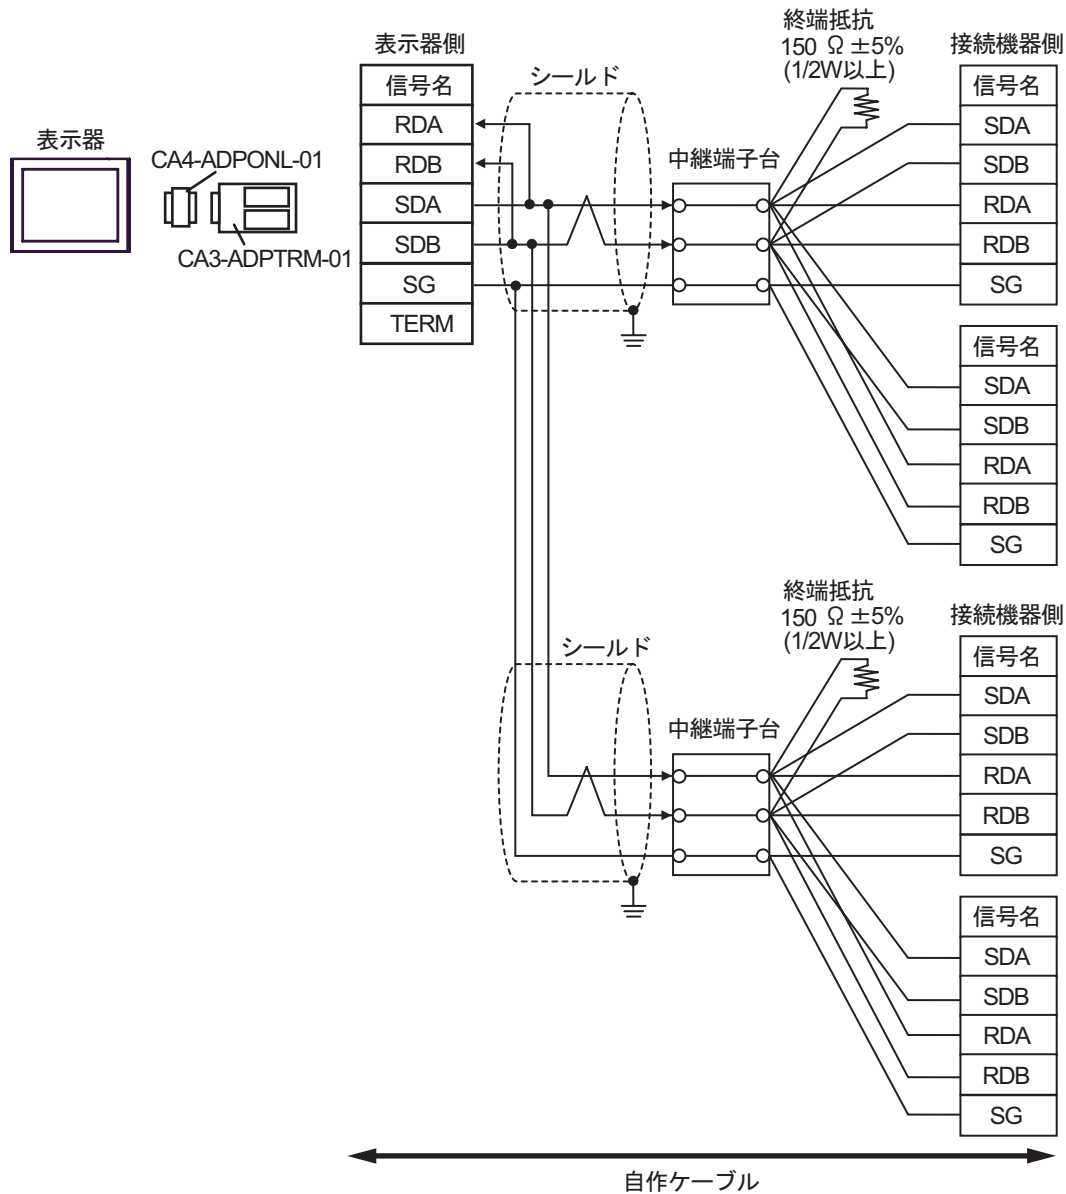 表示器
CA4-ADPONL-01
CA3-ADPTRM-01
表示器側
信号名
RDA
RDB
SDA
SDB
SG
TERM
シールド
中継端子台
終端抵抗
150 Ω ±5%
(1/2W以上)
接続機器側
信号名
SDA
SDB
RDA
RDB
SG
信号名
SDA
SDB
RDA
RDB
SG
シールド
中継端子台
終端抵抗
150 Ω ±5%
(1/2W以上)
接続機器側
信号名
SDA
SDB
RDA
RDB
SG
信号名
SDA
SDB
RDA
RDB
SG
自作ケーブル